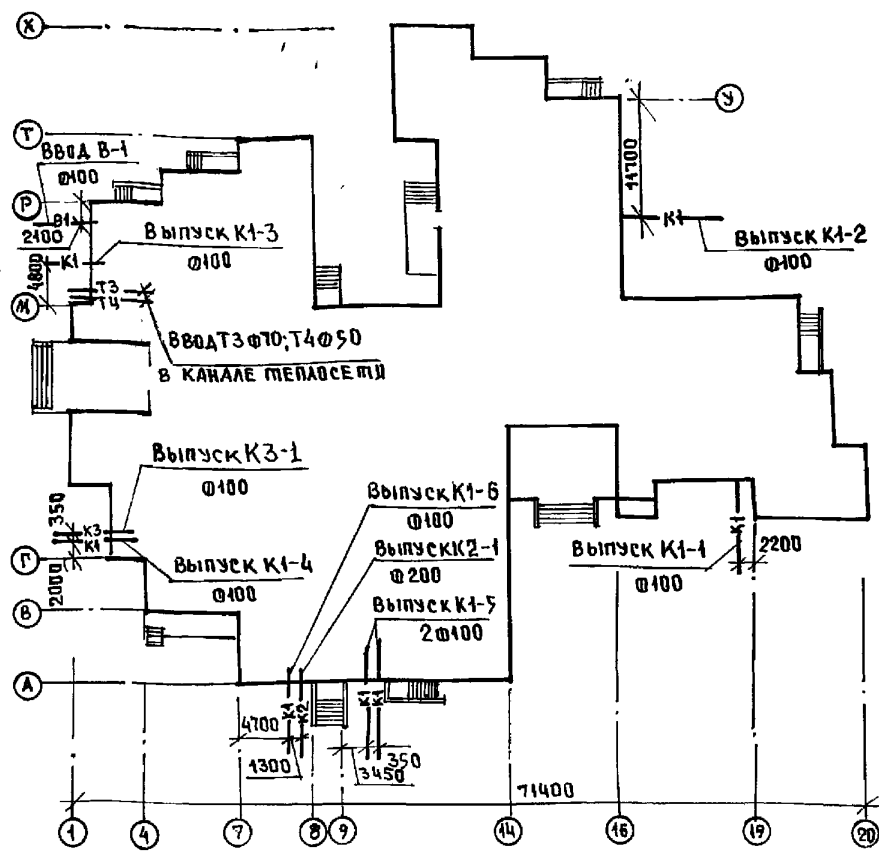 Х
У
Т
ВВОД В-1
Ф100
Р
В1
2100
11700
К1
ВЫПУСК К1-2
Ф100
ВЫПУСК К1-3
Ф100
К1
4800
Т3
Т4
М
ВВОД Т3 Ф70; Т4 Ф50
В КАНАЛЕ ТЕПЛОСЕТИ
ВЫПУСК К3-1
Ф100
350
К3
К1
Г
2000
ВЫПУСК К1-4
Ф100
ВЫПУСК К1-6
Ф100
ВЫПУСК К2-1
Ф200
ВЫПУСК К1-5
2Ф100
ВЫПУСК К1-1
Ф100
К1
2200
В
А
4700
К1
К2
1300
К1
К1
350
3450
71400
1
4
7
8
9
14
16
19
20